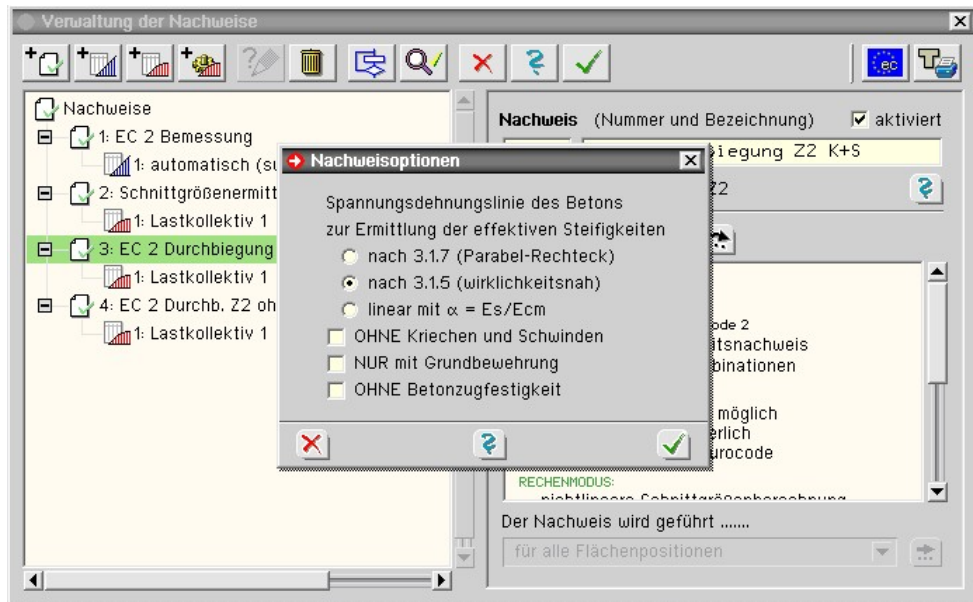 Verwaltung der Nachweise
ec
T
Nachweise
1: EC 2 Bemessung
1: automatisch
2: Schnittgrößenermitt
1: Lastkollektiv 1
3: EC 2 Durchbiegung
1: Lastkollektiv 1
4: EC 2 Durchb. Z2 oh
1: Lastkollektiv 1
Nachweisoptionen
Spannungsdehnungslinie des Betons
zur Ermittlung der effektiven Steifigkeiten
nach 3.1.7 (Parabel-Rechteck)
nach 3.1.5 (wirklichkeitsnah)
linear mit α = Es/Ecm
OHNE Kriechen und Schwinden
NUR mit Grundbewehrung
OHNE Betonzugfestigkeit
Nachweis (Nummer und Bezeichnung) aktiviert
biegung Z2 K+S
Z2
ode 2
itsnachweis
binationen
möglich
erlich
urocode
RECHENMODUS:
nichtlineare Schnittgrößenberechnung
Der Nachweis wird geführt .......
für alle Flächenpositionen